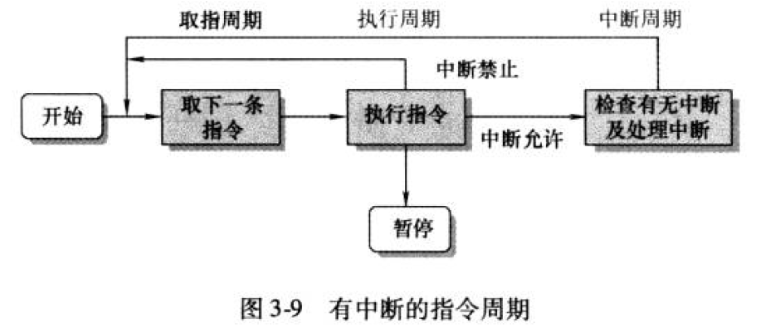 取指周期
执行周期
中断周期
中断禁止
开始
取下一条
指令
执行指令
中断允许
检查有无中断
及处理中断
暂停
图 3-9 有中断的指令周期